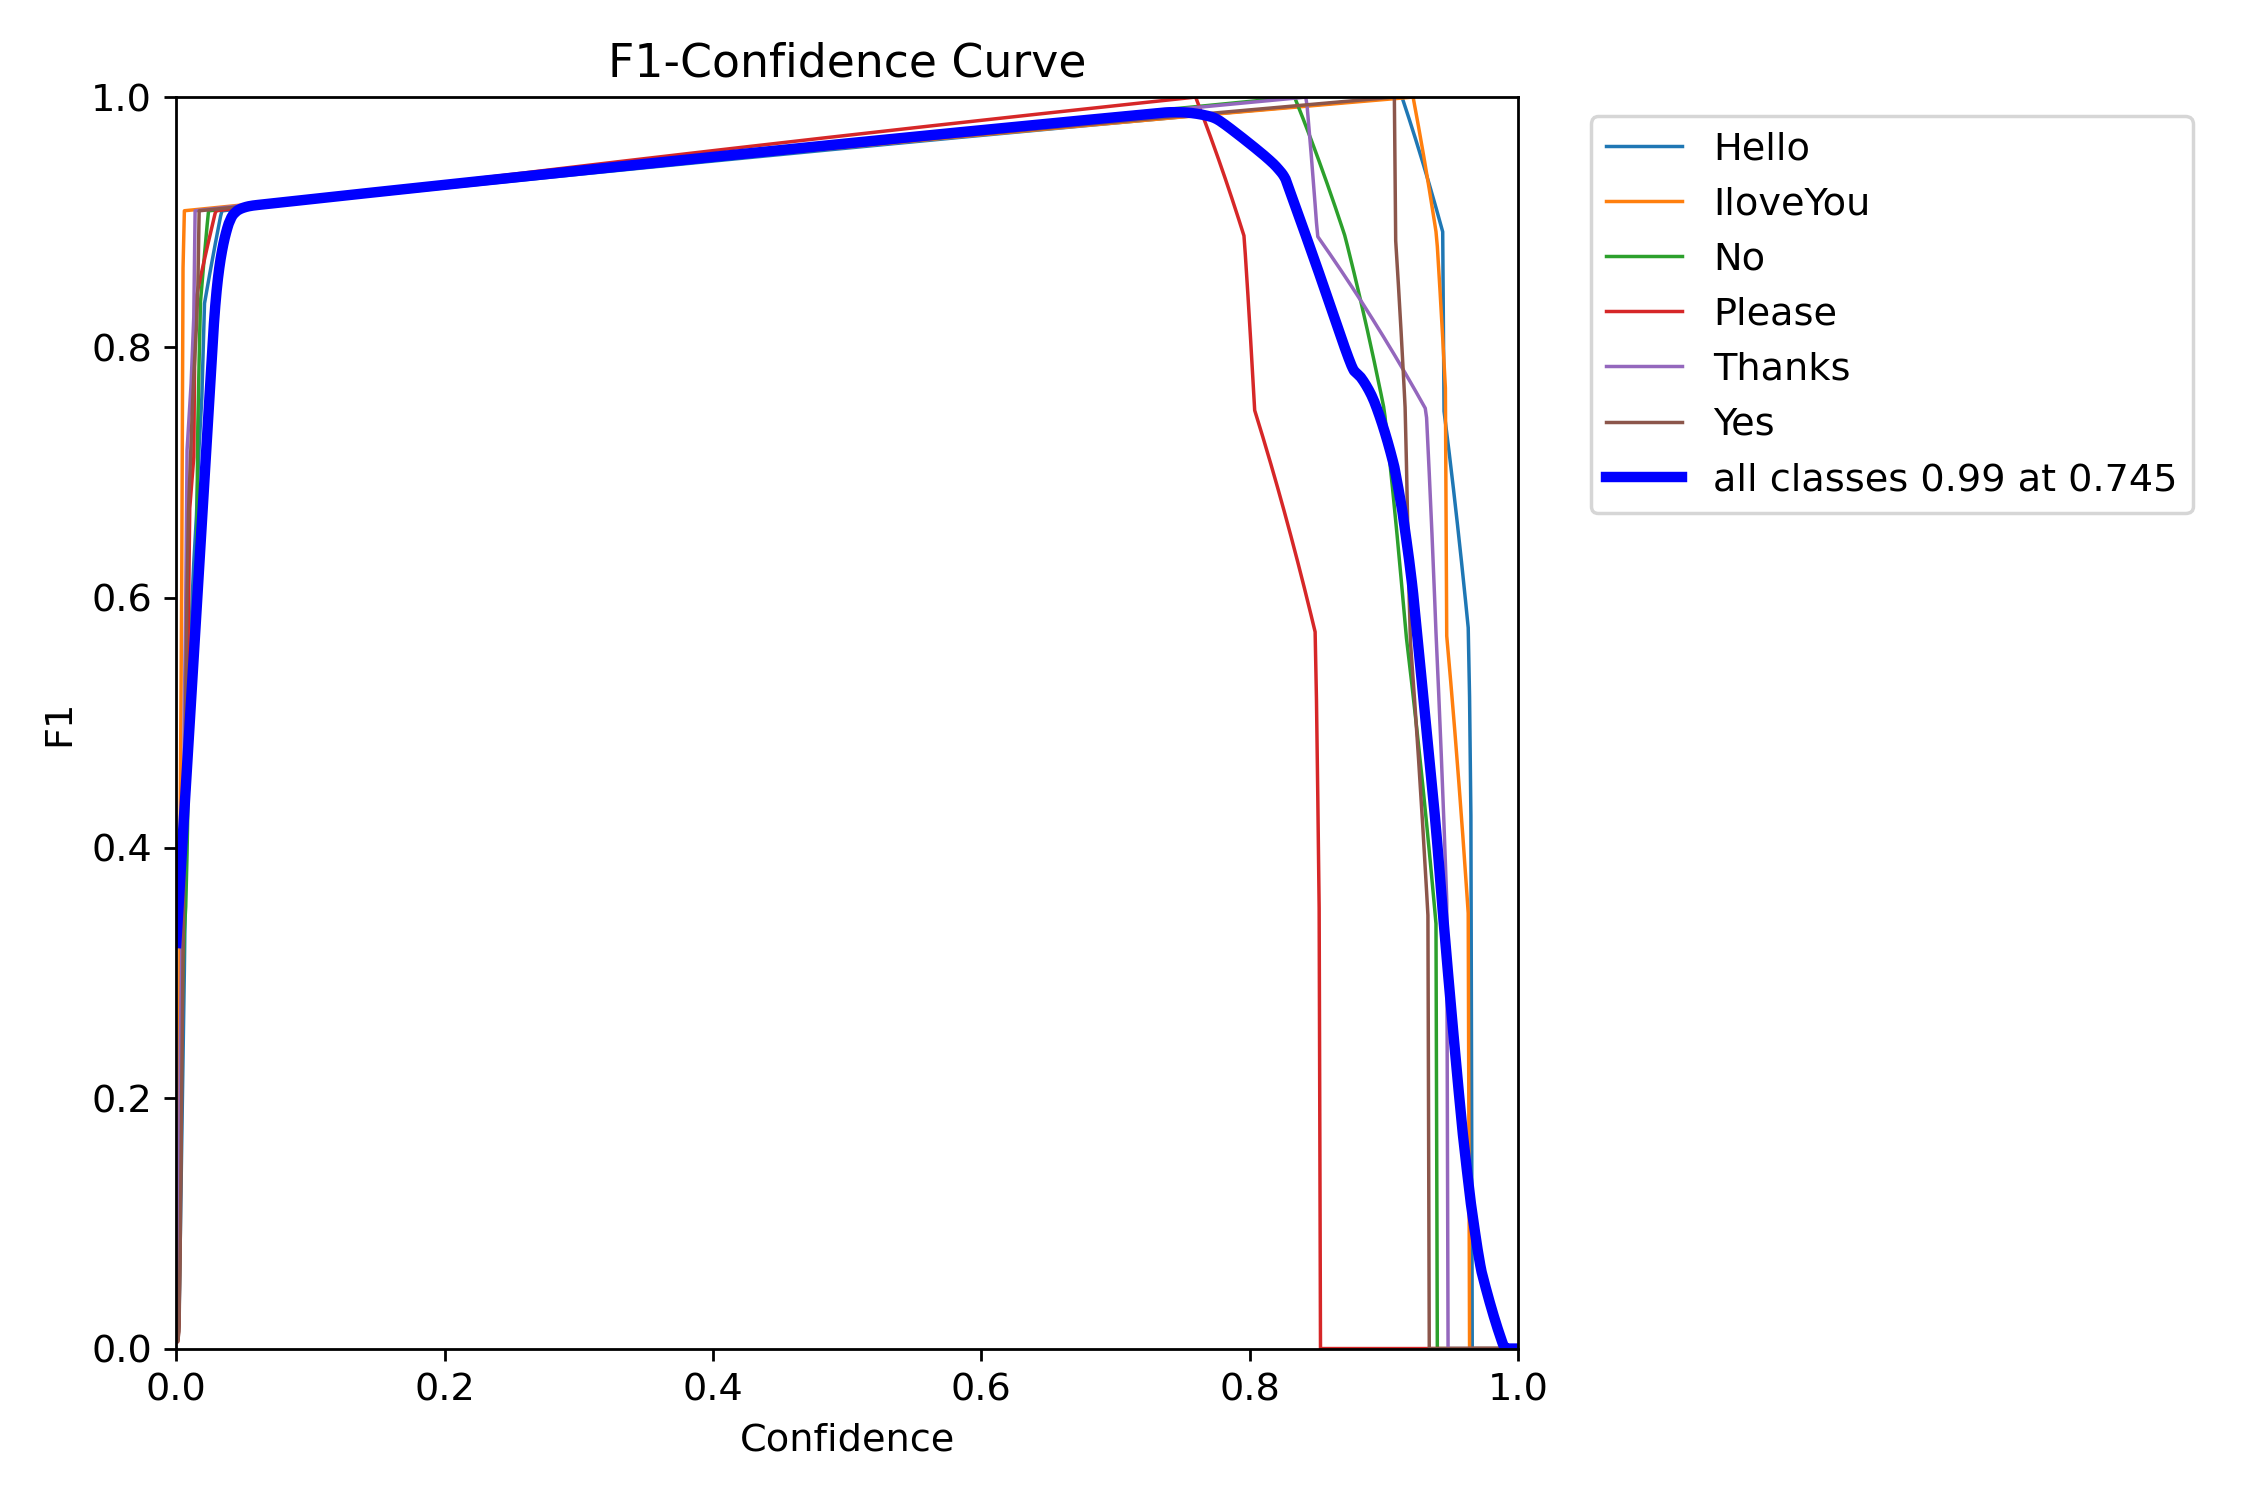 F1-Confidence Curve
1.0
0.8
0.6
0.4
0.2
0.0
F1
0.0 0.2 0.4 0.6 0.8 1.0
Confidence
Hello
IloveYou
No
Please
Thanks
Yes
all classes 0.99 at 0.745